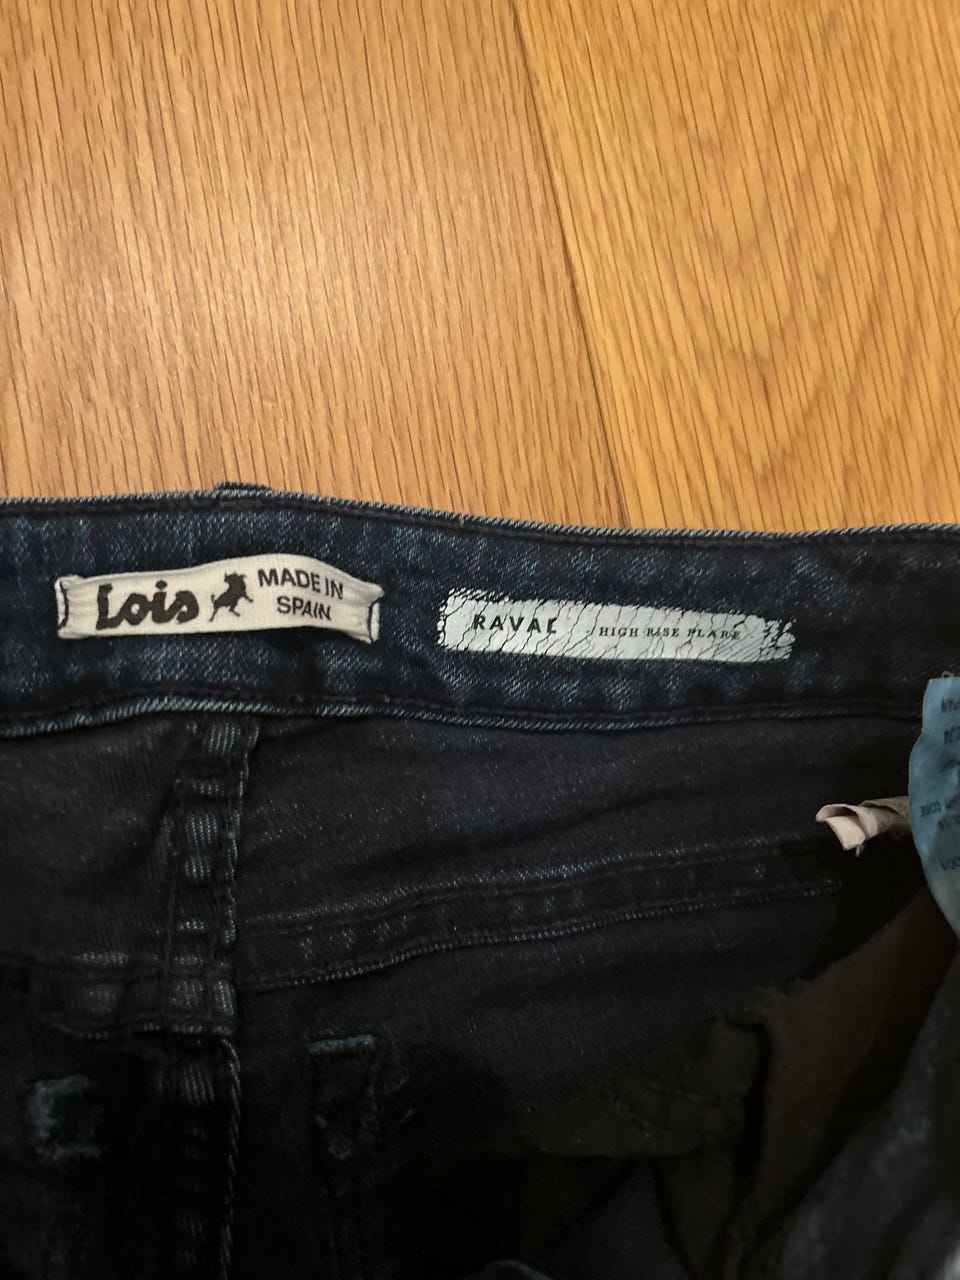 Lois MADE IN
SPAIN
RAVAL HIGH RISE FLARE